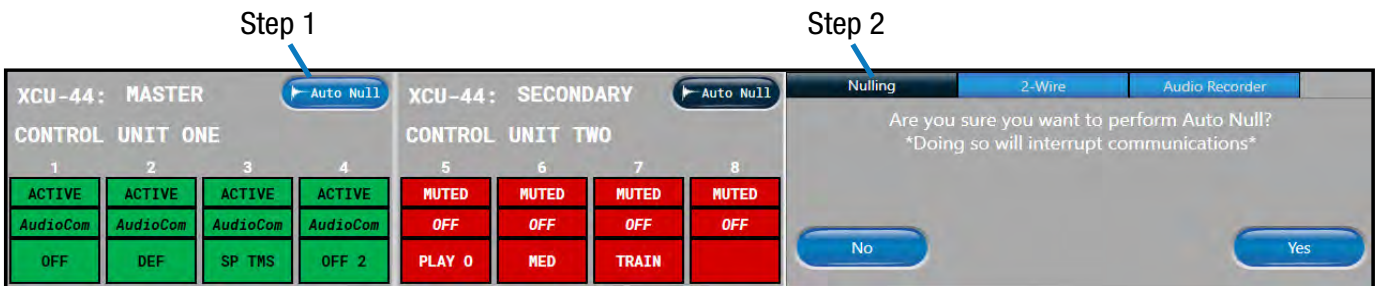 Step 1
Step 2
XCU-44: MASTER
Auto Null
CONTROL UNIT ONE
1 2 3 4
ACTIVE ACTIVE ACTIVE ACTIVE
AudioCom AudioCom AudioCom AudioCom
OFF DEF SP TMS OFF 2
XCU-44: SECONDARY
Auto Null
CONTROL UNIT TWO
5 6 7 8
MUTED MUTED MUTED MUTED
OFF OFF OFF OFF
PLAY O MED TRAIN
Nulling 2-Wire Audio Recorder
Are you sure you want to perform Auto Null?
*Doing so will interrupt communications*
No Yes